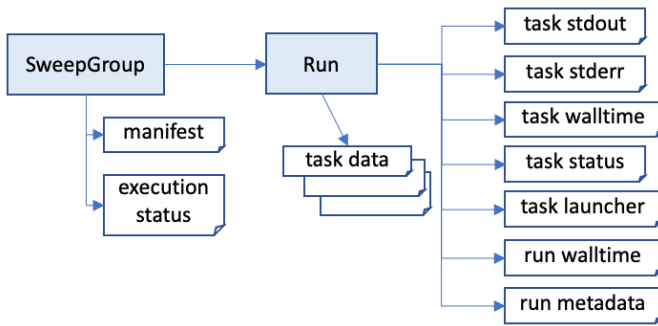 SweepGroup
manifest
execution
status
Run
task data
task stdout
task stderr
task walltime
task status
task launcher
run walltime
run metadata